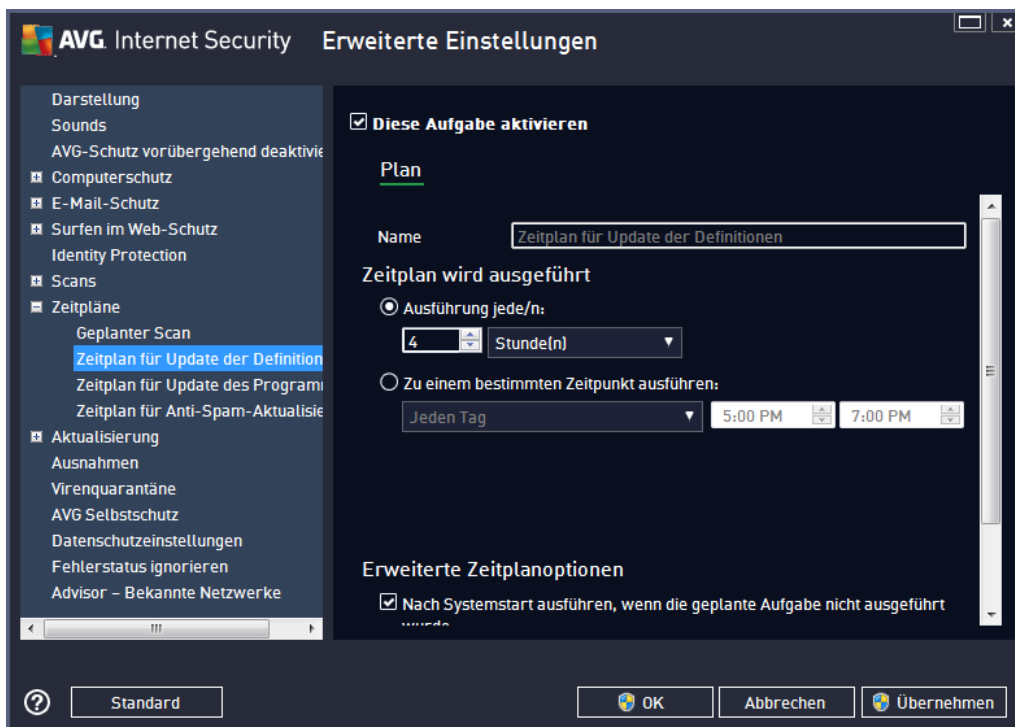 AVG. Internet Security Erweiterte Einstellungen
Darstellung
Sounds
AVG-Schutz vorübergehend deaktivie
Computerschutz
E-Mail-Schutz
Surfen im Web-Schutz
Identity Protection
Scans
Zeitpläne
Geplanter Scan
Zeitplan für Update der Definition
Zeitplan für Update des Program
Zeitplan für Anti-Spam-Aktualisie
Aktualisierung
Ausnahmen
Virenquarantäne
AVG Selbstschutz
Datenschutzeinstellungen
Fehlerstatus ignorieren
Advisor – Bekannte Netzwerke
Diese Aufgabe aktivieren
Plan
Name Zeitplan für Update der Definitionen
Zeitplan wird ausgeführt
Ausführung jede/n:
4 Stunde(n)
Zu einem bestimmten Zeitpunkt ausführen:
Jeden Tag 5:00 PM 7:00 PM
Erweiterte Zeitplanoptionen
Nach Systemstart ausführen, wenn die geplante Aufgabe nicht ausgeführt
wurde
Standard OK Abbrechen Übernehmen